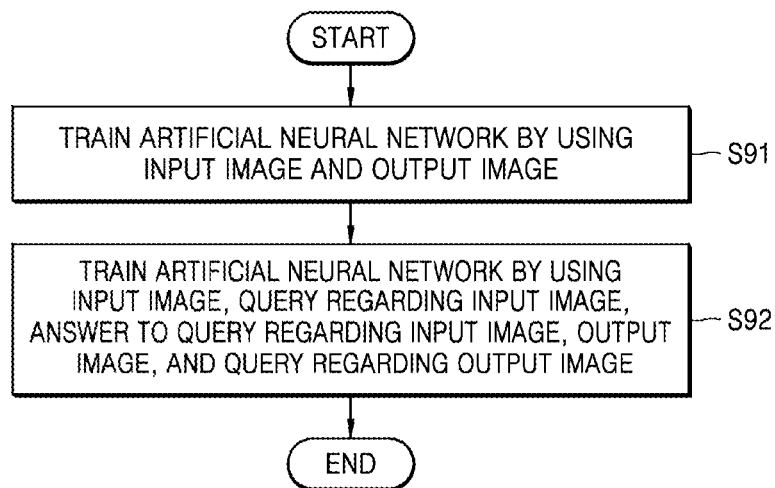 START
TRAIN ARTIFICIAL NEURAL NETWORK BY USING
INPUT IMAGE AND OUTPUT IMAGE
S91
TRAIN ARTIFICIAL NEURAL NETWORK BY USING
INPUT IMAGE, QUERY REGARDING INPUT IMAGE,
ANSWER TO QUERY REGARDING INPUT IMAGE, OUTPUT
IMAGE, AND QUERY REGARDING OUTPUT IMAGE
S92
END